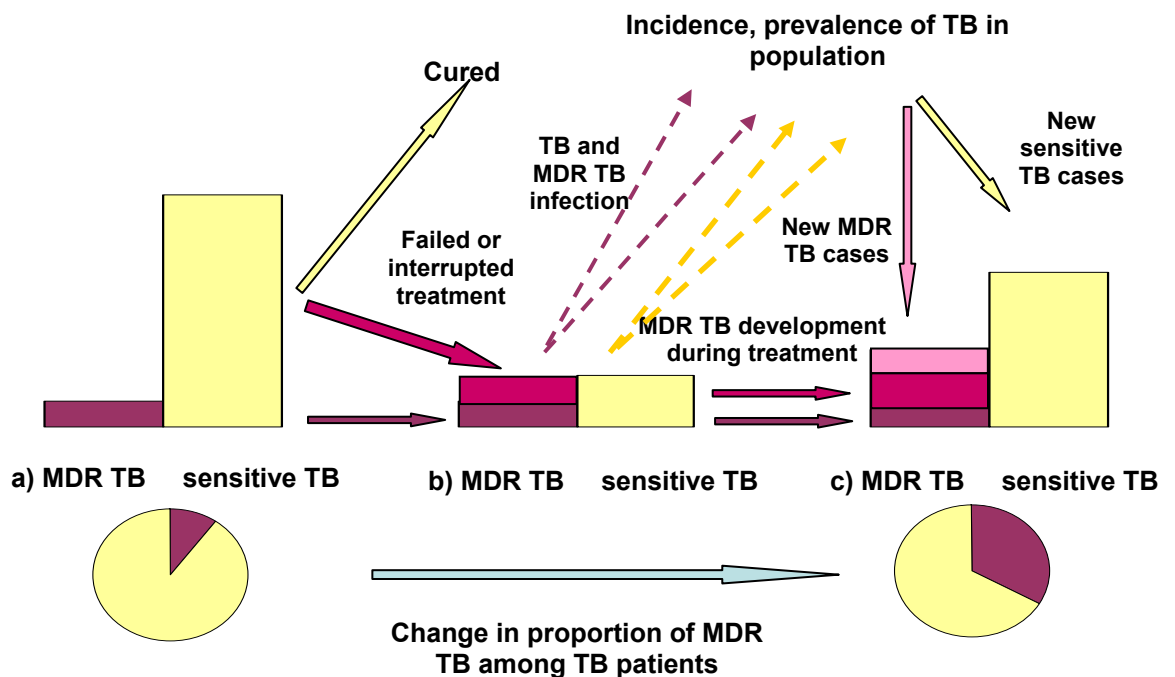 Incidence, prevalence of TB in
population
Cured
TB and
MDR TB
infection
New
sensitive
TB cases
New MDR
TB cases
Failed or
interrupted
treatment
MDR TB development
during treatment
a) MDR TB sensitive TB
b) MDR TB sensitive TB
c) MDR TB sensitive TB
Change in proportion of MDR
TB among TB patients